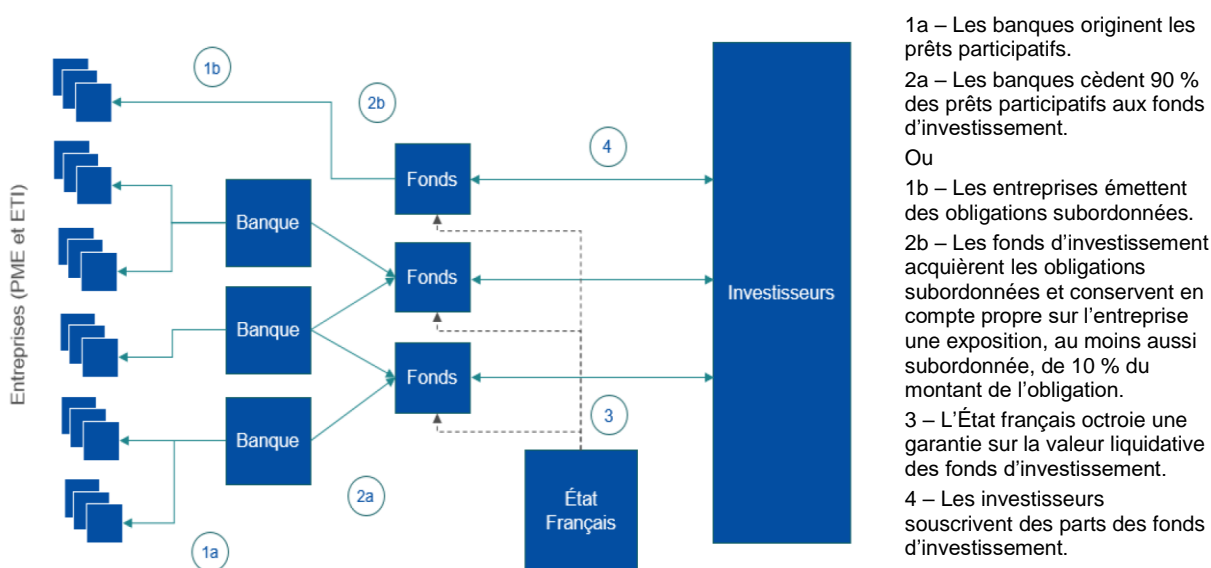 Entreprises (PME et ETI)
1b
2b
4
Fonds
Banque
Fonds
Investisseurs
Banque
Fonds
3
Banque
2a
État
Français
1a
1a – Les banques originent les
prêts participatifs.
2a – Les banques cèdent 90 %
des prêts participatifs aux fonds
d’investissement.
Ou
1b – Les entreprises émettent
des obligations subordonnées.
2b – Les fonds d’investissement
acquièrent les obligations
subordonnées et conservent en
compte propre sur l’entreprise
une exposition, au moins aussi
subordonnée, de 10 % du
montant de l’obligation.
3 – L’État français octroie une
garantie sur la valeur liquidative
des fonds d’investissement.
4 – Les investisseurs
souscrivent des parts des fonds
d’investissement.